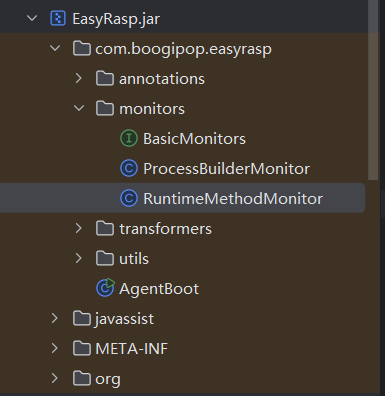 EasyRasp.jar
com.boogipop.easyrasp
annotations
monitors
BasicMonitors
ProcessBuilderMonitor
RuntimeMethodMonitor
transformers
utils
AgentBoot
javassist
META-INF
org